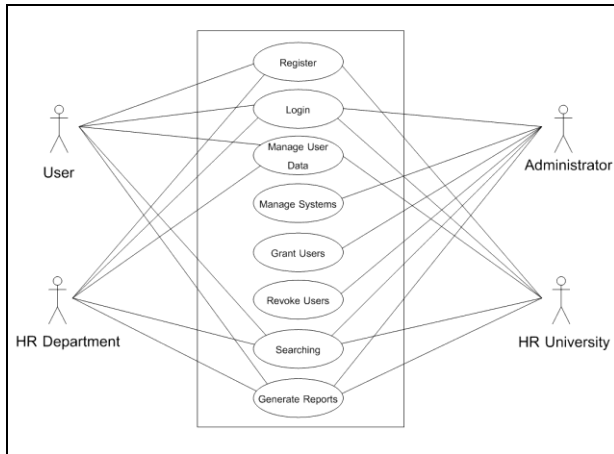 Register
Login
Manage User
Data
Manage Systems
Grant Users
Revoke Users
Searching
Generate Reports
User
HR Department
Administrator
HR University